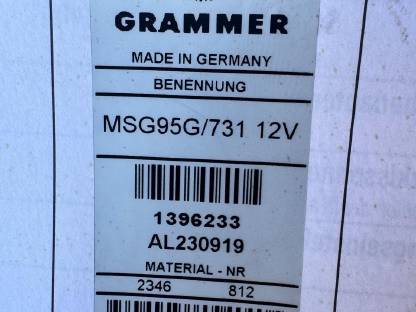 GRAMMER
MADE IN GERMANY
BENENNUNG
MSG95G/731 12V
1396233
AL230919
MATERIAL - NR
2346 812